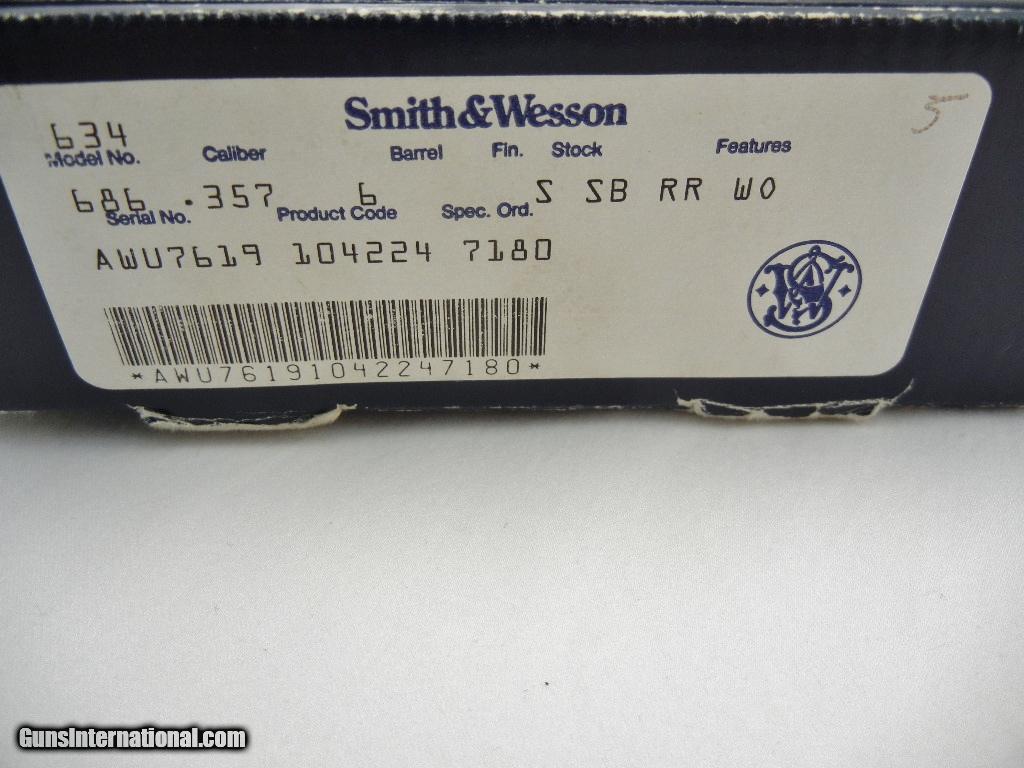 Smith&Wesson
5
634
Model No. Caliber Barrel Fin. Stock Features
686 .357 6 S SB RR WO
Serial No. Product Code Spec. Ord.
AWU7619 104224 7180
*AWU76191042247180*
GunsInternational.com